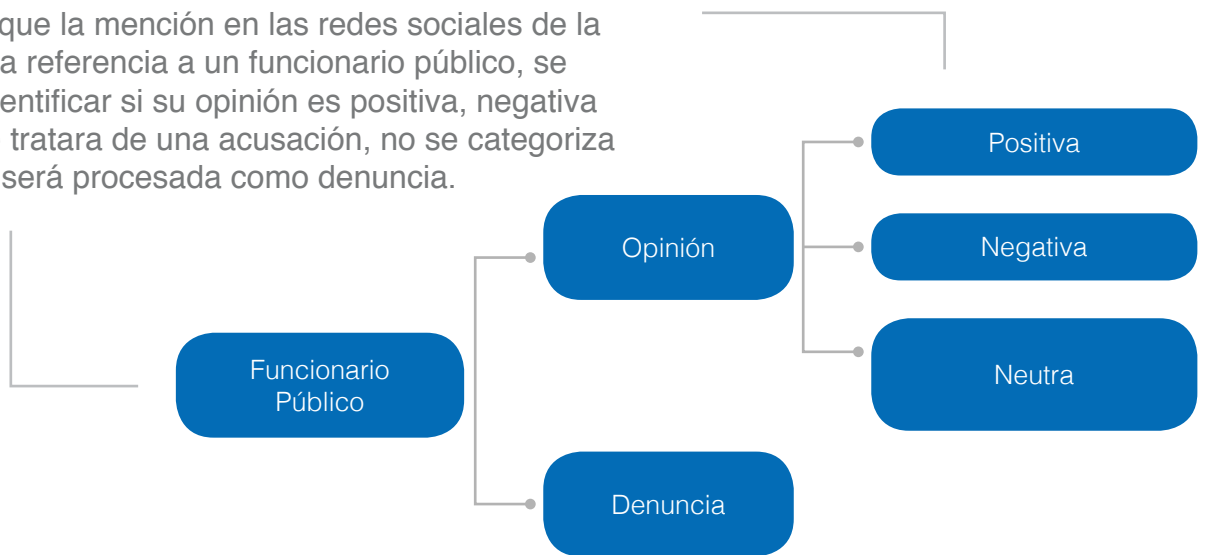 que la mención en las redes sociales de la
a referencia a un funcionario público, se
entificar si su opinión es positiva, negativa
tratara de una acusación, no se categoriza
será procesada como denuncia.
Funcionario
Público
Opinión
Denuncia
Positiva
Negativa
Neutra